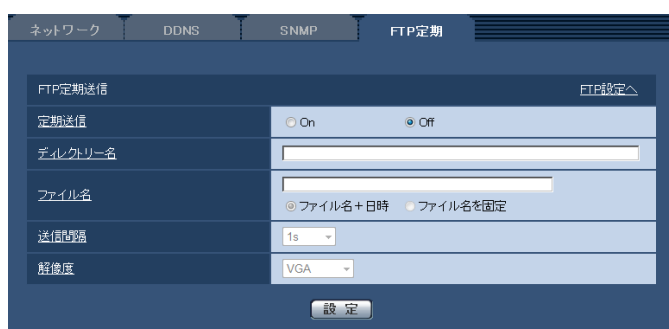 ネットワーク DDNS SNMP FTP定期
FTP定期送信 FTP設定へ
定期送信 On Off
ディレクトリー名
ファイル名
ファイル名+日時 ファイル名を固定
送信間隔 1s
解像度 VGA
設定